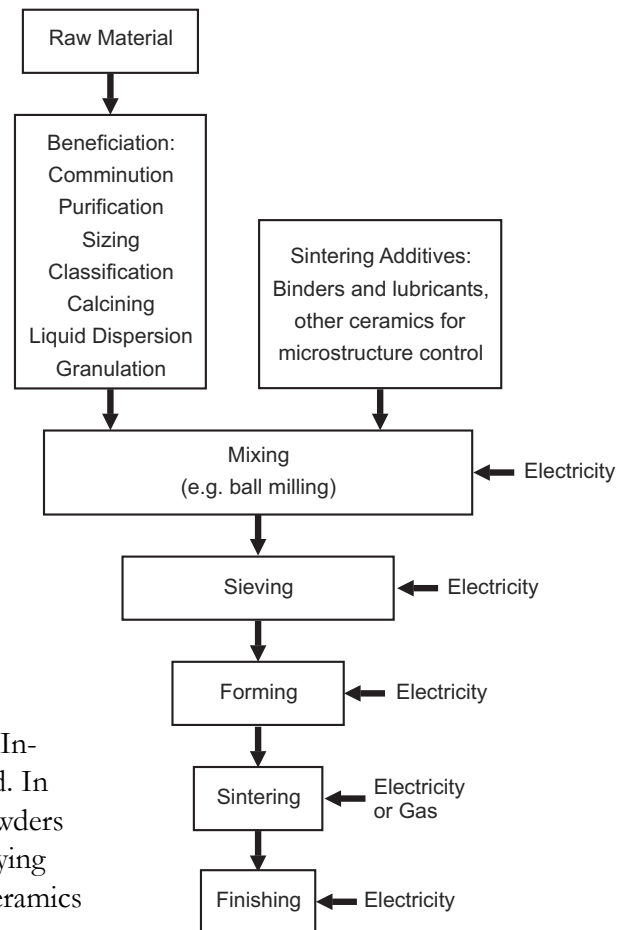 Raw Material
Beneficiation:
Comminution
Purification
Sizing
Classification
Calcining
Liquid Dispersion
Granulation
Sintering Additives:
Binders and lubricants,
other ceramics for
microstructure control
Mixing
(e.g. ball milling)
Electricity
Sieving
Electricity
Forming
Electricity
Sintering
Electricity
or Gas
Finishing
Electricity
In-
d. In
wders
ying
eramics